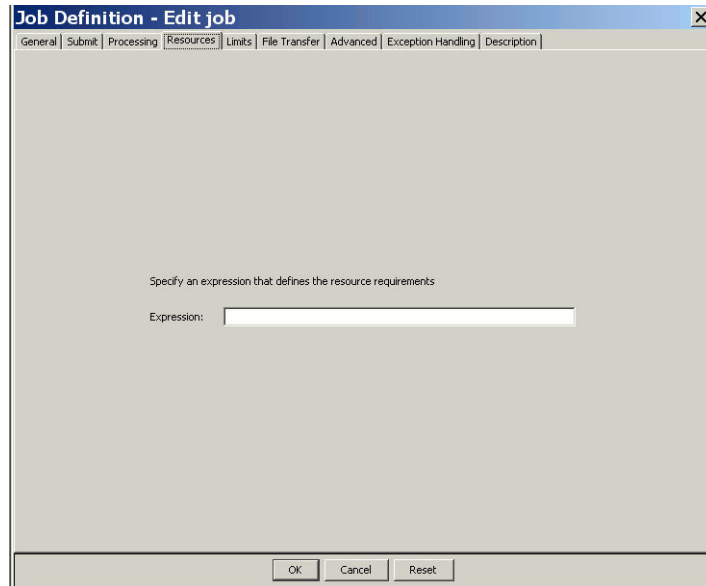 Job Definition - Edit job
General Submit Processing Resources Limits File Transfer Advanced Exception Handling Description
Specify an expression that defines the resource requirements
Expression:
OK Cancel Reset